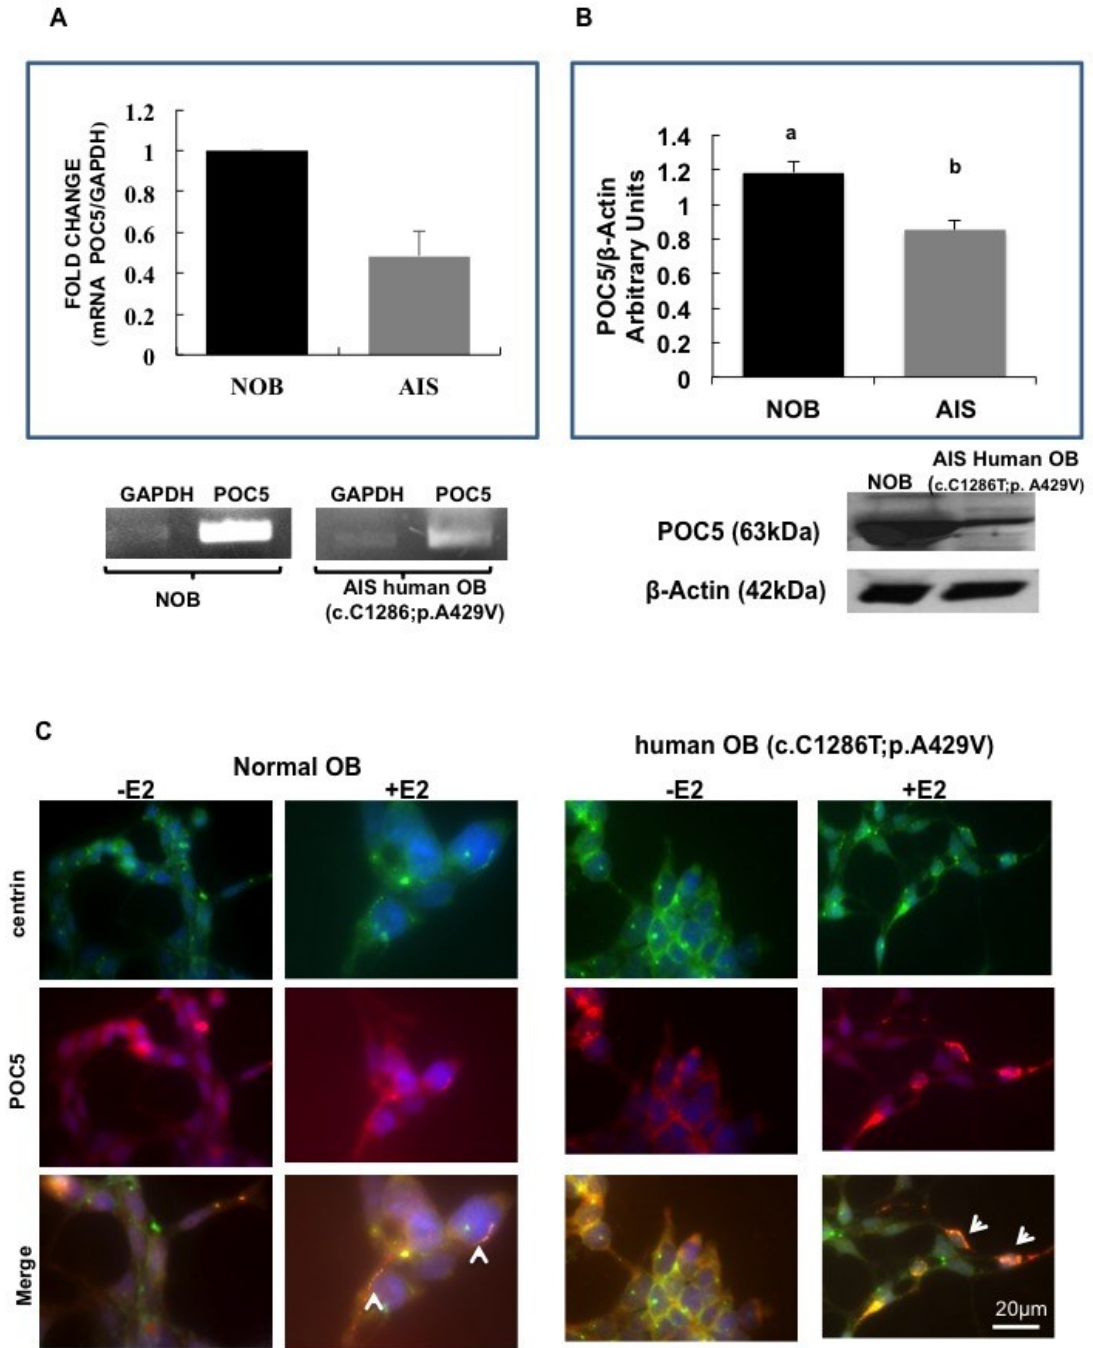 A
FOLD CHANGE
(mRNA POC5/GAPDH)
1.2
1
0.8
0.6
0.4
0.2
0
NOB AIS
GAPDH POC5 GAPDH POC5
NOB
AIS human OB
(c.C1286;p.A429V)
B
POC5/β-Actin
Arbitrary Units
1.4
1.2
1
0.8
0.6
0.4
0.2
0
a
b
NOB AIS
AIS Human OB
NOB (c.C1286T;p. A429V)
POC5 (63kDa)
β-Actin (42kDa)
C
Normal OB
human OB (c.C1286T;p.A429V)
-E2 +E2 -E2 +E2
centrin
POC5
Merge
20µm